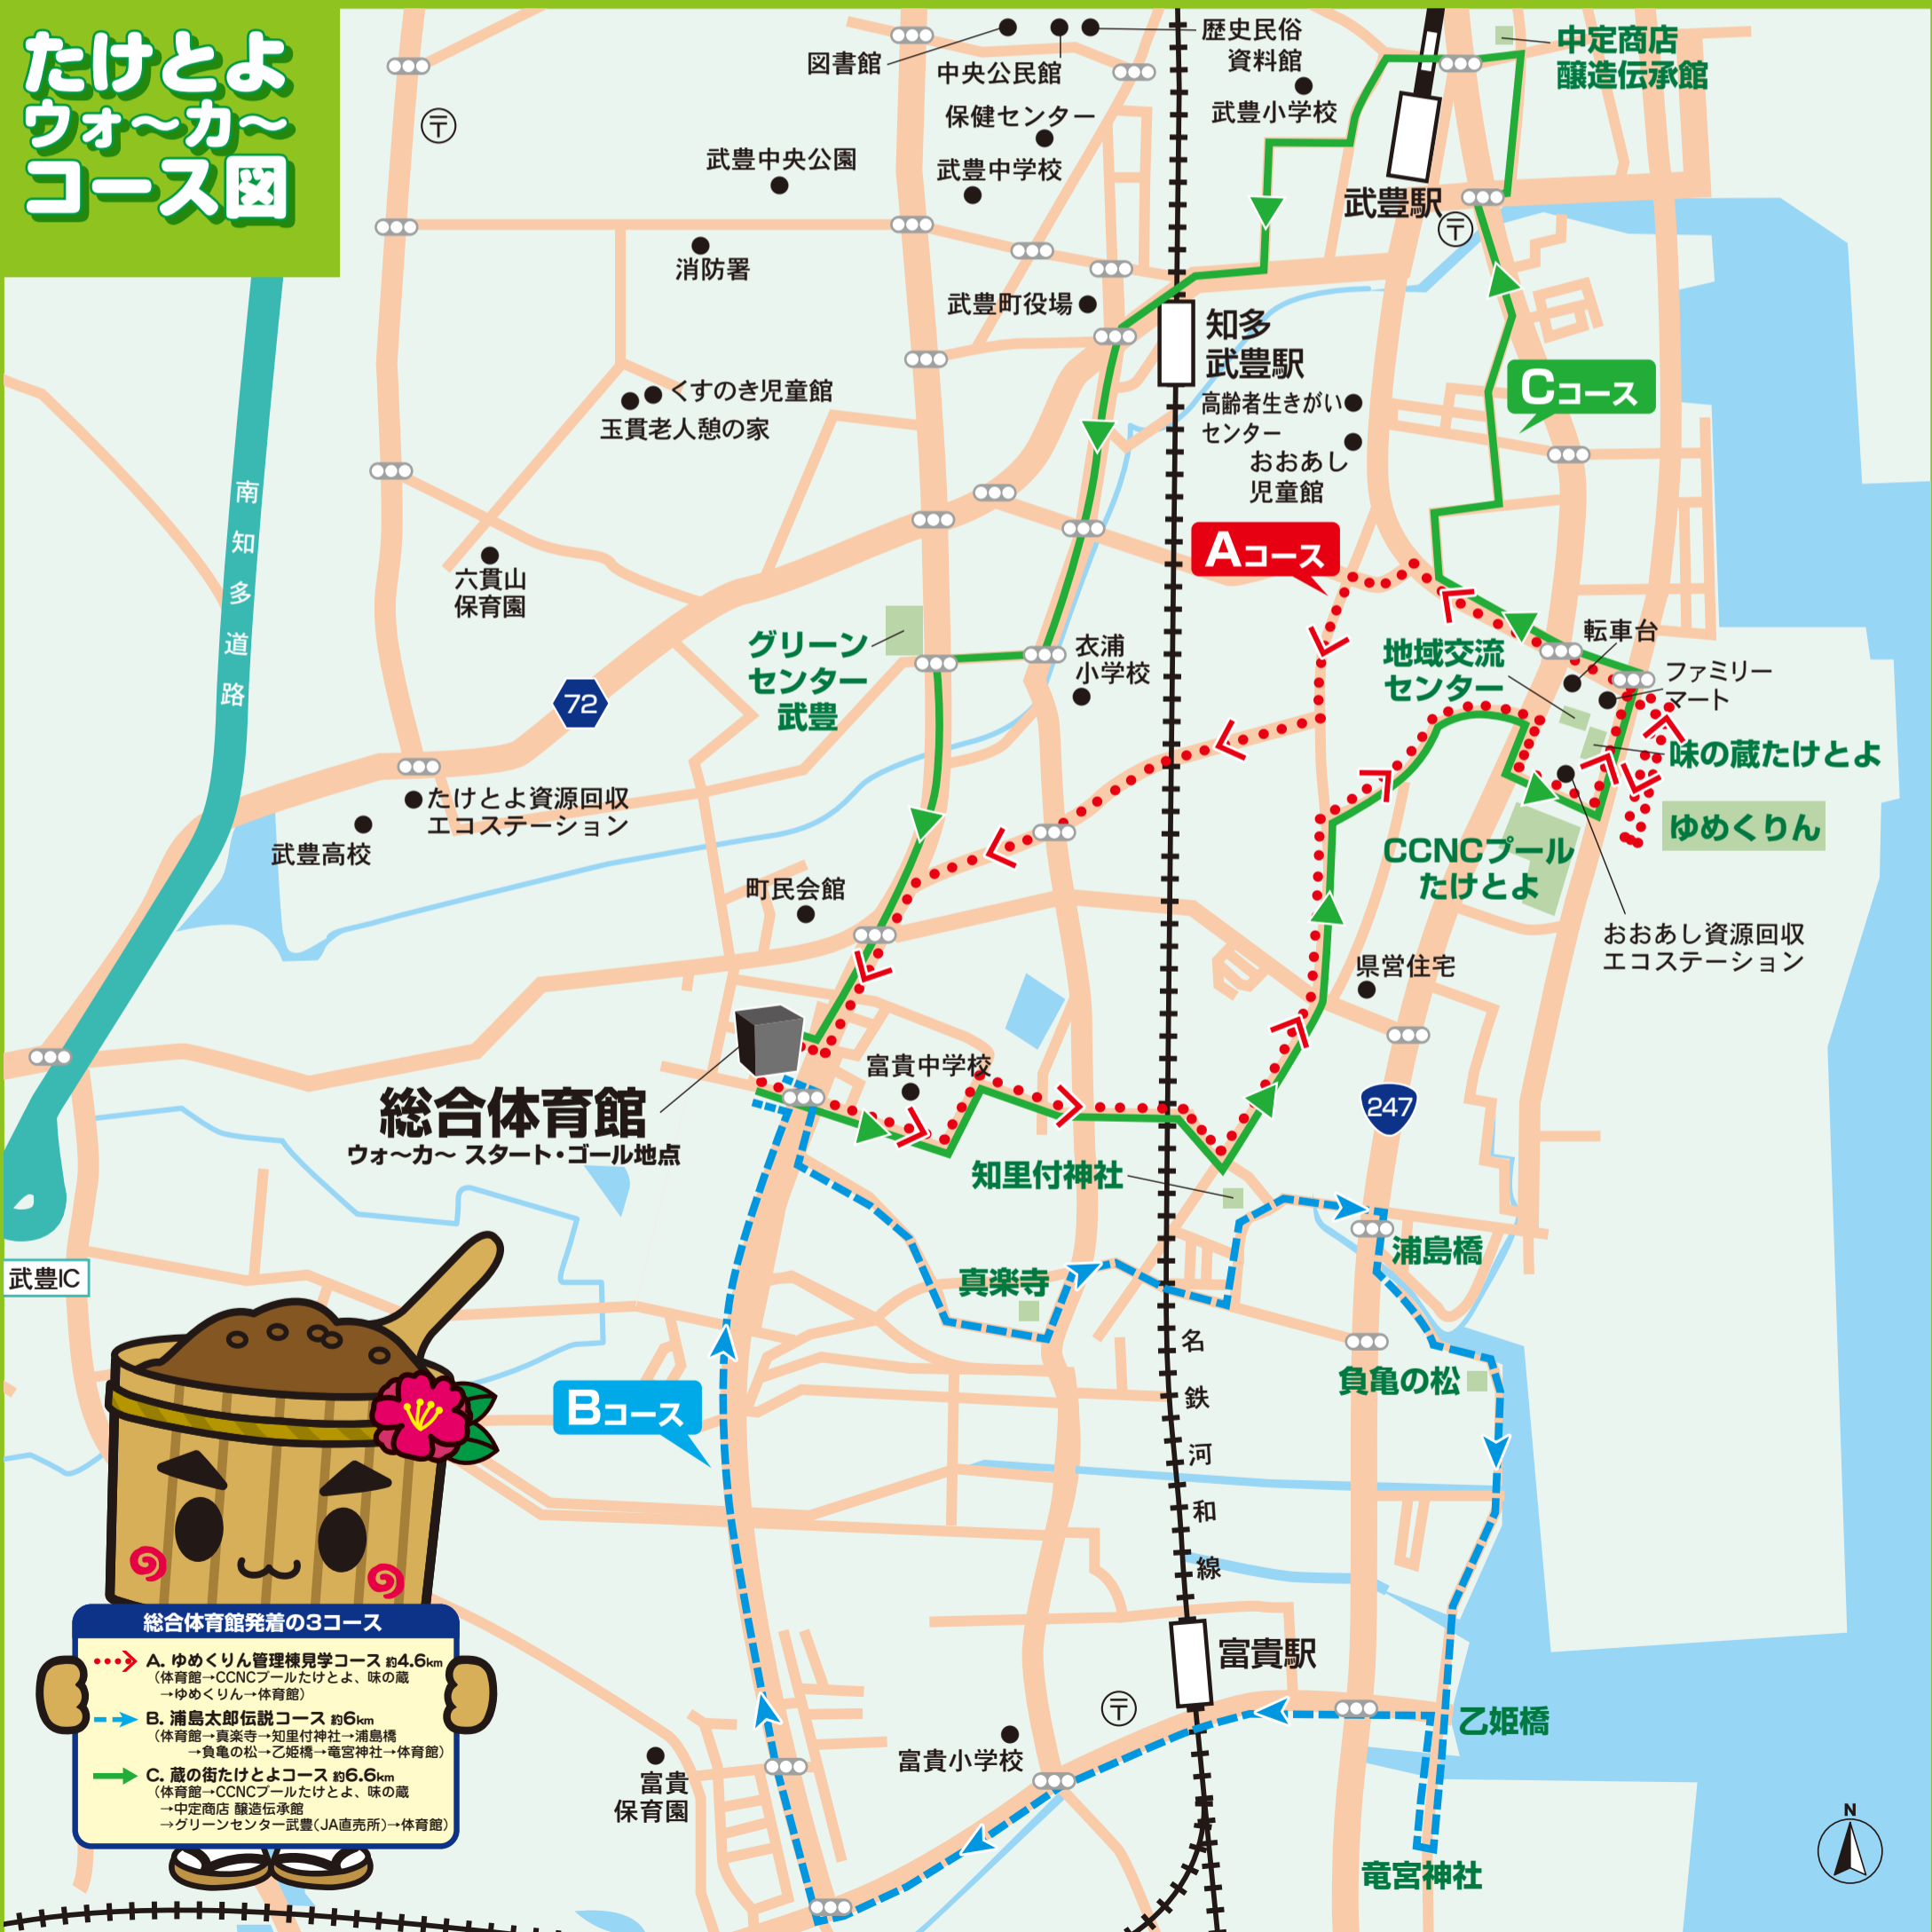 たけとよ
ウォ〜カ〜
コース図
図書館
中央公民館
歴史民俗
資料館
武豊小学校
中定商店
醸造伝承館
保健センター
武豊中央公園
武豊中学校
武豊駅
消防署
武豊町役場
知多
武豊駅
くすのき児童館
玉貫老人憩の家
高齢者生きがい
センター
おおあし
児童館
Cコース
南知多道路
六貫山
保育園
Aコース
グリーン
センター
武豊
衣浦
小学校
転車台
地域交流
センター
ファミリー
マート
72
味の蔵たけとよ
たけとよ資源回収
エコステーション
武豊高校
ゆめくりん
CCNCプール
たけとよ
町民会館
おおあし資源回収
エコステーション
県営住宅
富貴中学校
総合体育館
ウォ〜カ〜 スタート・ゴール地点
247
知里付神社
浦島橋
武豊IC
真楽寺
名鉄河和線
負亀の松
Bコース
富貴駅
乙姫橋
富貴小学校
富貴
保育園
竜宮神社
N
総合体育館発着の3コース
A. ゆめくりん管理棟見学コース 約4.6km
（体育館→CCNCプールたけとよ、味の蔵
→ゆめくりん→体育館）
B. 浦島太郎伝説コース 約6km
（体育館→真楽寺→知里付神社→浦島橋
→負亀の松→乙姫橋→竜宮神社→体育館）
C. 蔵の街たけとよコース 約6.6km
（体育館→CCNCプールたけとよ、味の蔵
→中定商店 醸造伝承館
→グリーンセンター武豊（JA直売所）→体育館）